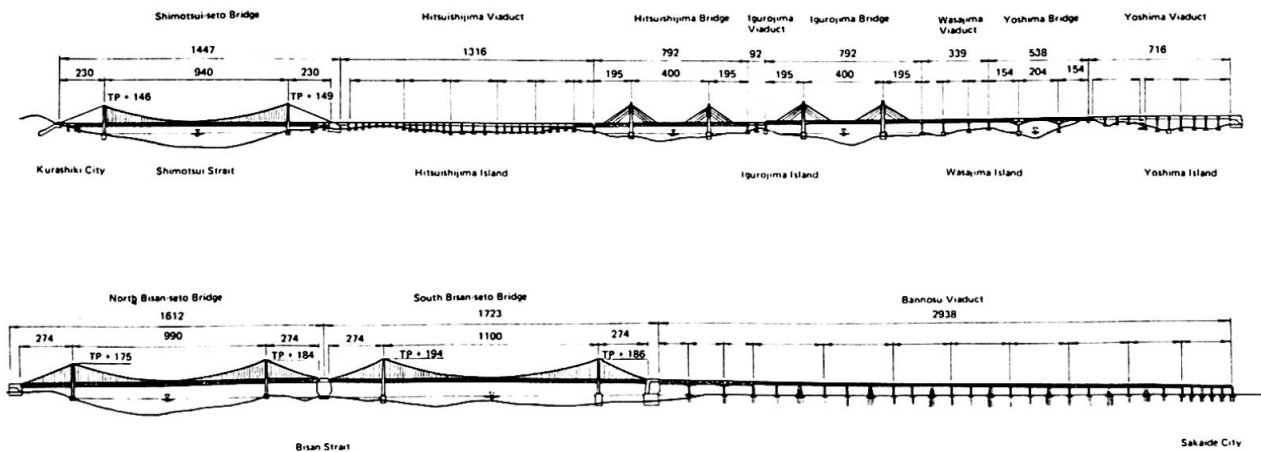 Shimotsui-seto Bridge Hitsuishijima Viaduct Hitsuishijima Bridge Igurojima Viaduct Igurojima Bridge Wasajima Viaduct Yoshima Bridge Yoshima Viaduct
1447 1316 792 92 792 339 538 716
230 940 230 195 400 195 195 400 195 154 204 154
TP + 146 TP + 149
Kurashiki City Shimotsui Strait Hitsuishijima Island Igurojima Island Wasajima Island Yoshima Island
North Bisan-seto Bridge South Bisan-seto Bridge Bannosu Viaduct
1612 1723 2938
274 990 274 274 1100 274
TP + 175 TP + 184 TP + 194 TP + 186
Bisan Strait Sakaide City